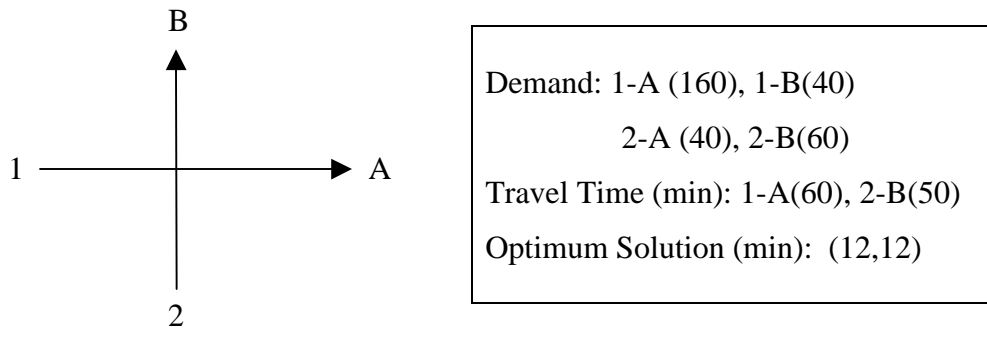 B
1
A
2
Demand: 1-A (160), 1-B(40)
2-A (40), 2-B(60)
Travel Time (min): 1-A(60), 2-B(50)
Optimum Solution (min): (12,12)